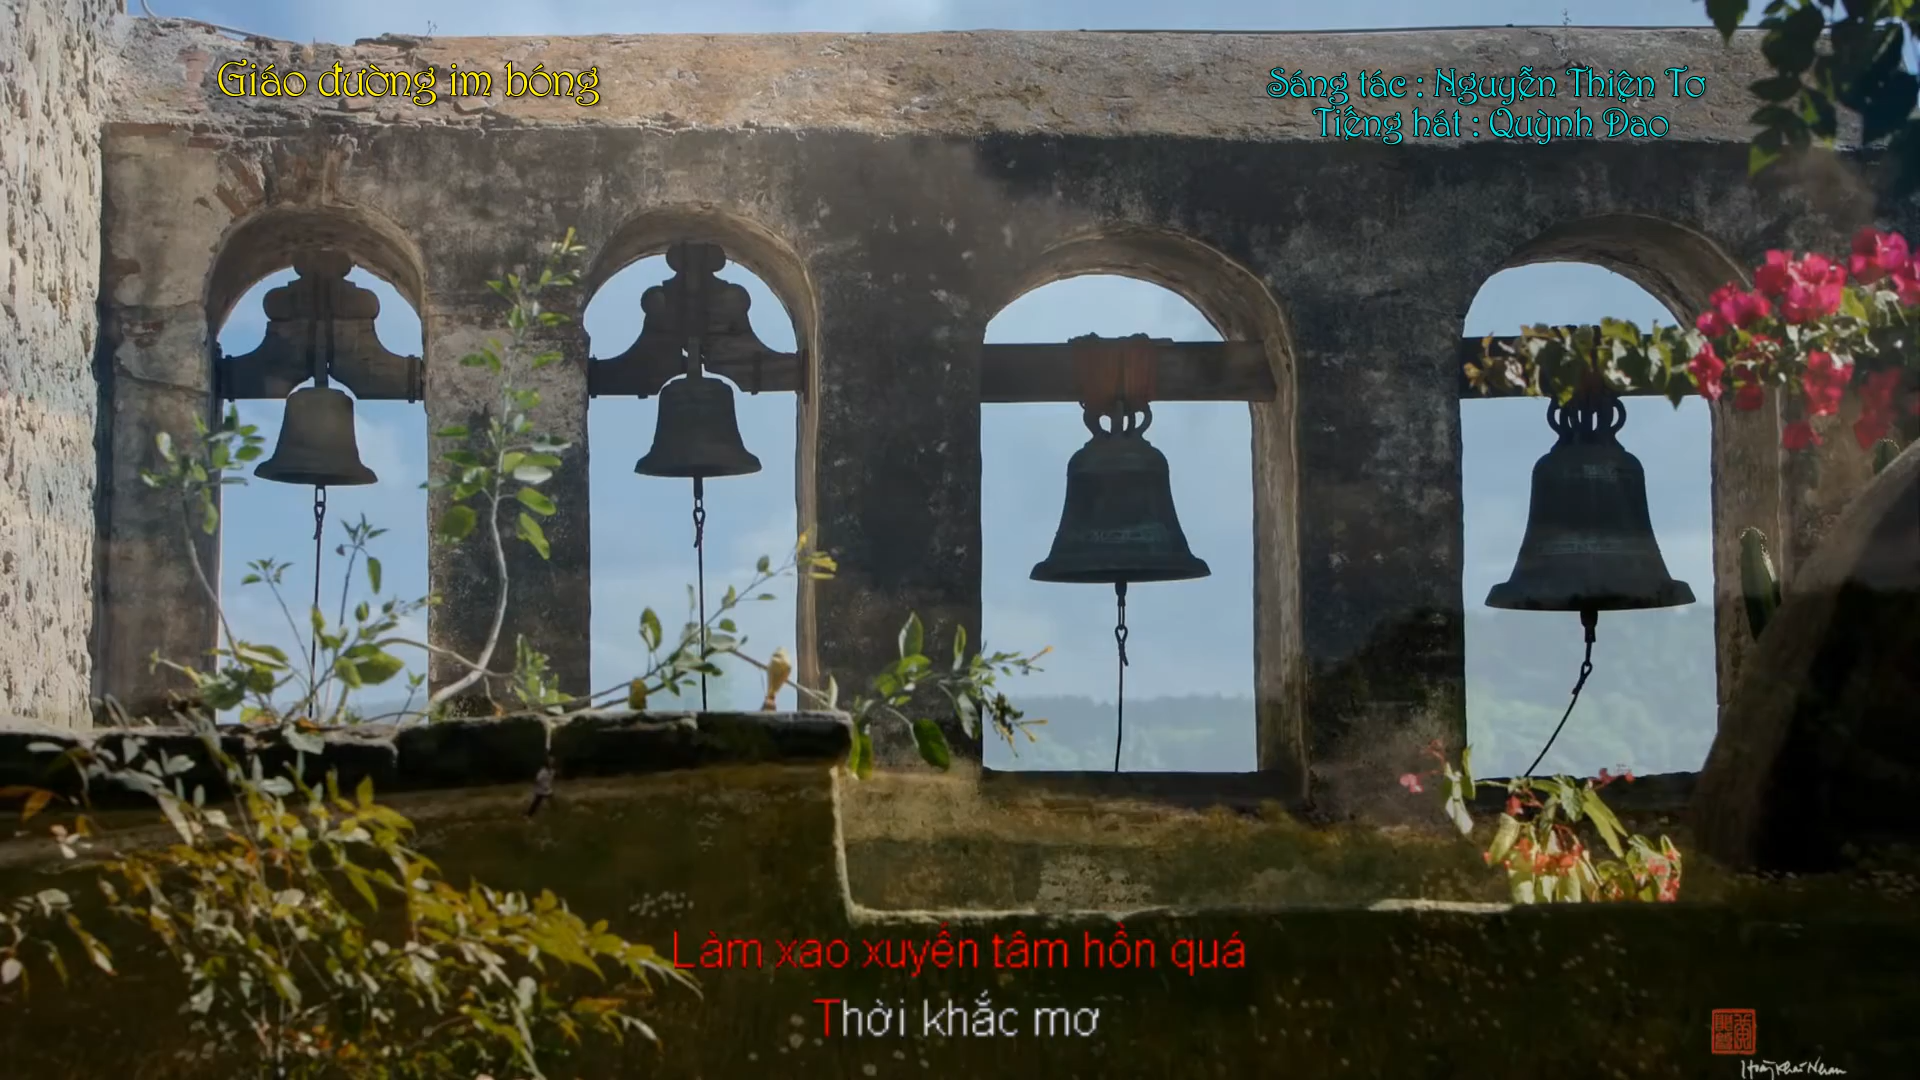 Giáo đường im bóng
Sáng tác : Nguyễn Thiện Tơ
Tiếng hát : Quỳnh Dao
Làm xao xuyến tâm hồn quá
Thời khắc mơ